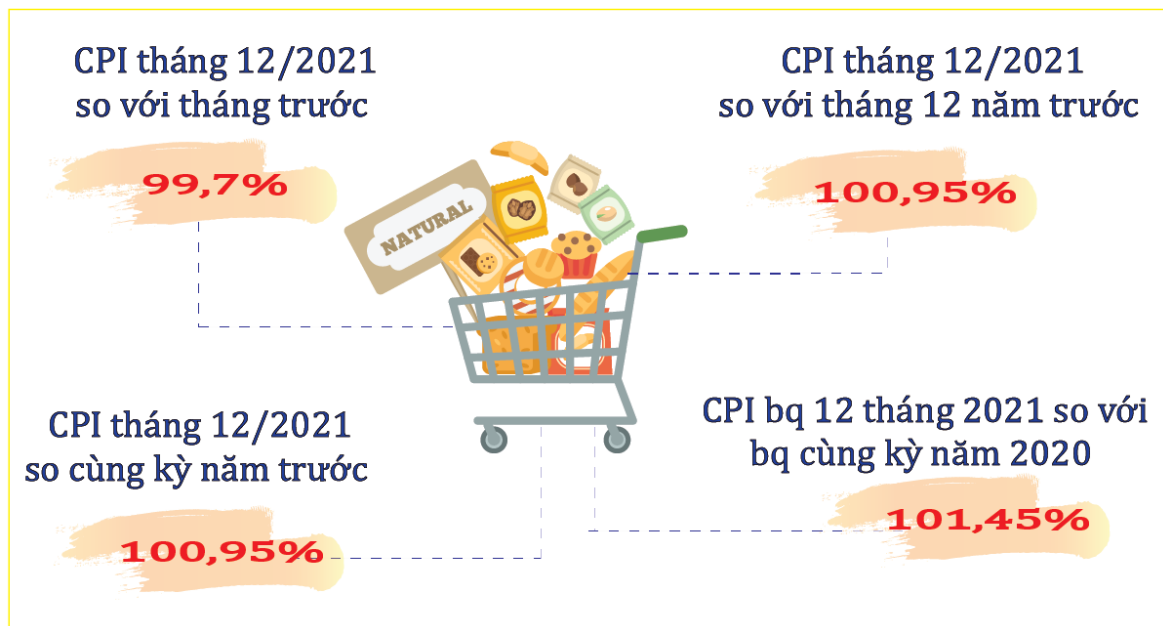 CPI tháng 12/2021
so với tháng trước
99,7%
CPI tháng 12/2021
so với tháng 12 năm trước
100,95%
NATURAL
CPI tháng 12/2021
so cùng kỳ năm trước
100,95%
CPI bq 12 tháng 2021 so với
bq cùng kỳ năm 2020
101,45%